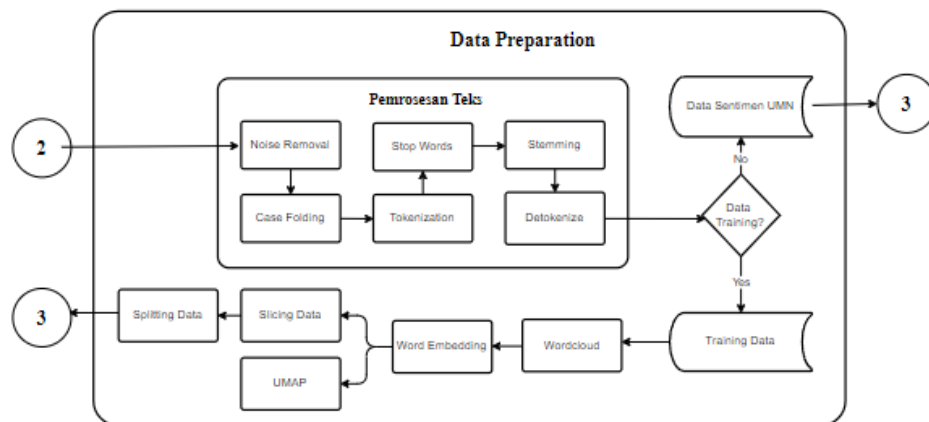 Data Preparation
Pemrosesan Teks
Data Sentimen UMN
3
2
Noise Removal
Stop Words
Stemming
No
Case Folding
Tokenization
Detokenize
Data
Training?
Yes
3
Splitting Data
Slicing Data
Word Embedding
Wordcloud
Training Data
UMAP